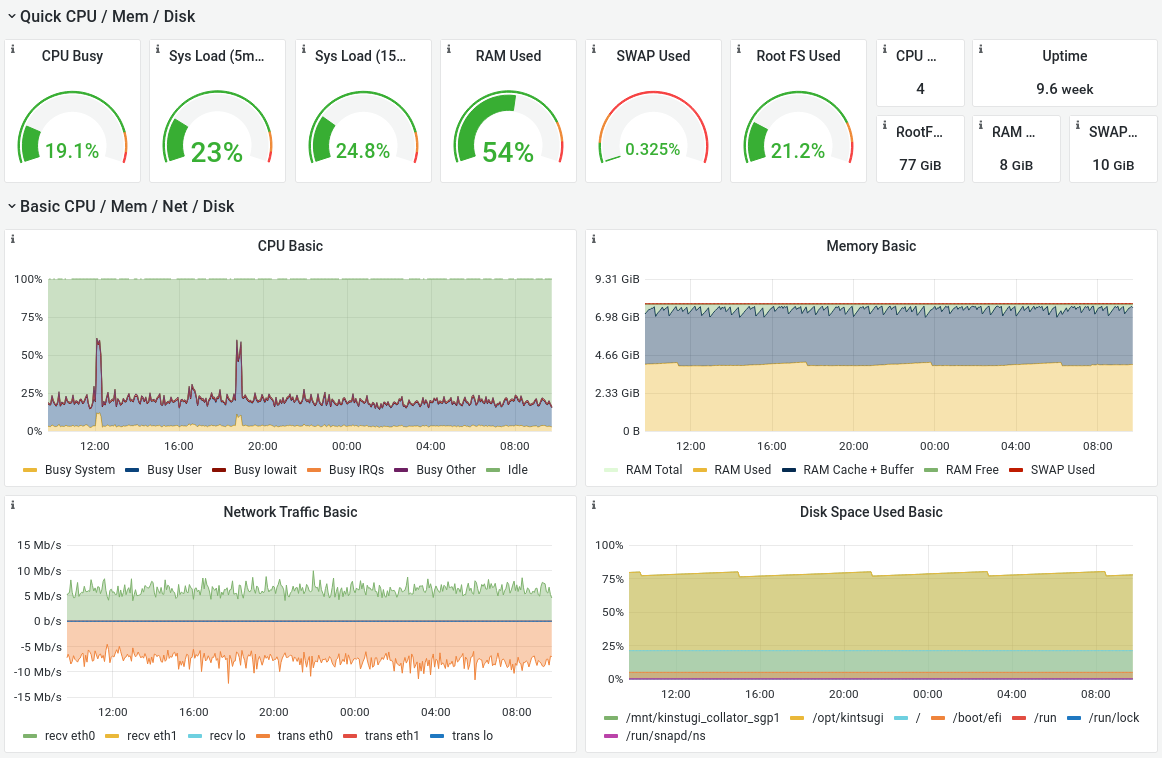 Quick CPU / Mem / Disk
CPU Busy
19.1%
Sys Load (5m...
23%
Sys Load (15...
24.8%
RAM Used
54%
SWAP Used
0.325%
Root FS Used
21.2%
CPU ...
4
Uptime
9.6 week
RootF...
77 GiB
RAM ...
8 GiB
SWAP...
10 GiB
Basic CPU / Mem / Net / Disk
CPU Basic
100%
75%
50%
25%
0%
12:00 16:00 20:00 00:00 04:00 08:00
Busy System Busy User Busy Iowait Busy IRQs Busy Other Idle
Memory Basic
9.31 GiB
6.98 GiB
4.66 GiB
2.33 GiB
0 B
12:00 16:00 20:00 00:00 04:00 08:00
RAM Total RAM Used RAM Cache + Buffer RAM Free SWAP Used
Network Traffic Basic
15 Mb/s
10 Mb/s
5 Mb/s
0 b/s
-5 Mb/s
-10 Mb/s
-15 Mb/s
12:00 16:00 20:00 00:00 04:00 08:00
recv eth0 recv eth1 recv lo trans eth0 trans eth1 trans lo
Disk Space Used Basic
100%
75%
50%
25%
0%
12:00 16:00 20:00 00:00 04:00 08:00
/mnt/kinstugi_collator_sgp1 /opt/kintsugi / /boot/efi /run /run/lock
/run/snapd/ns